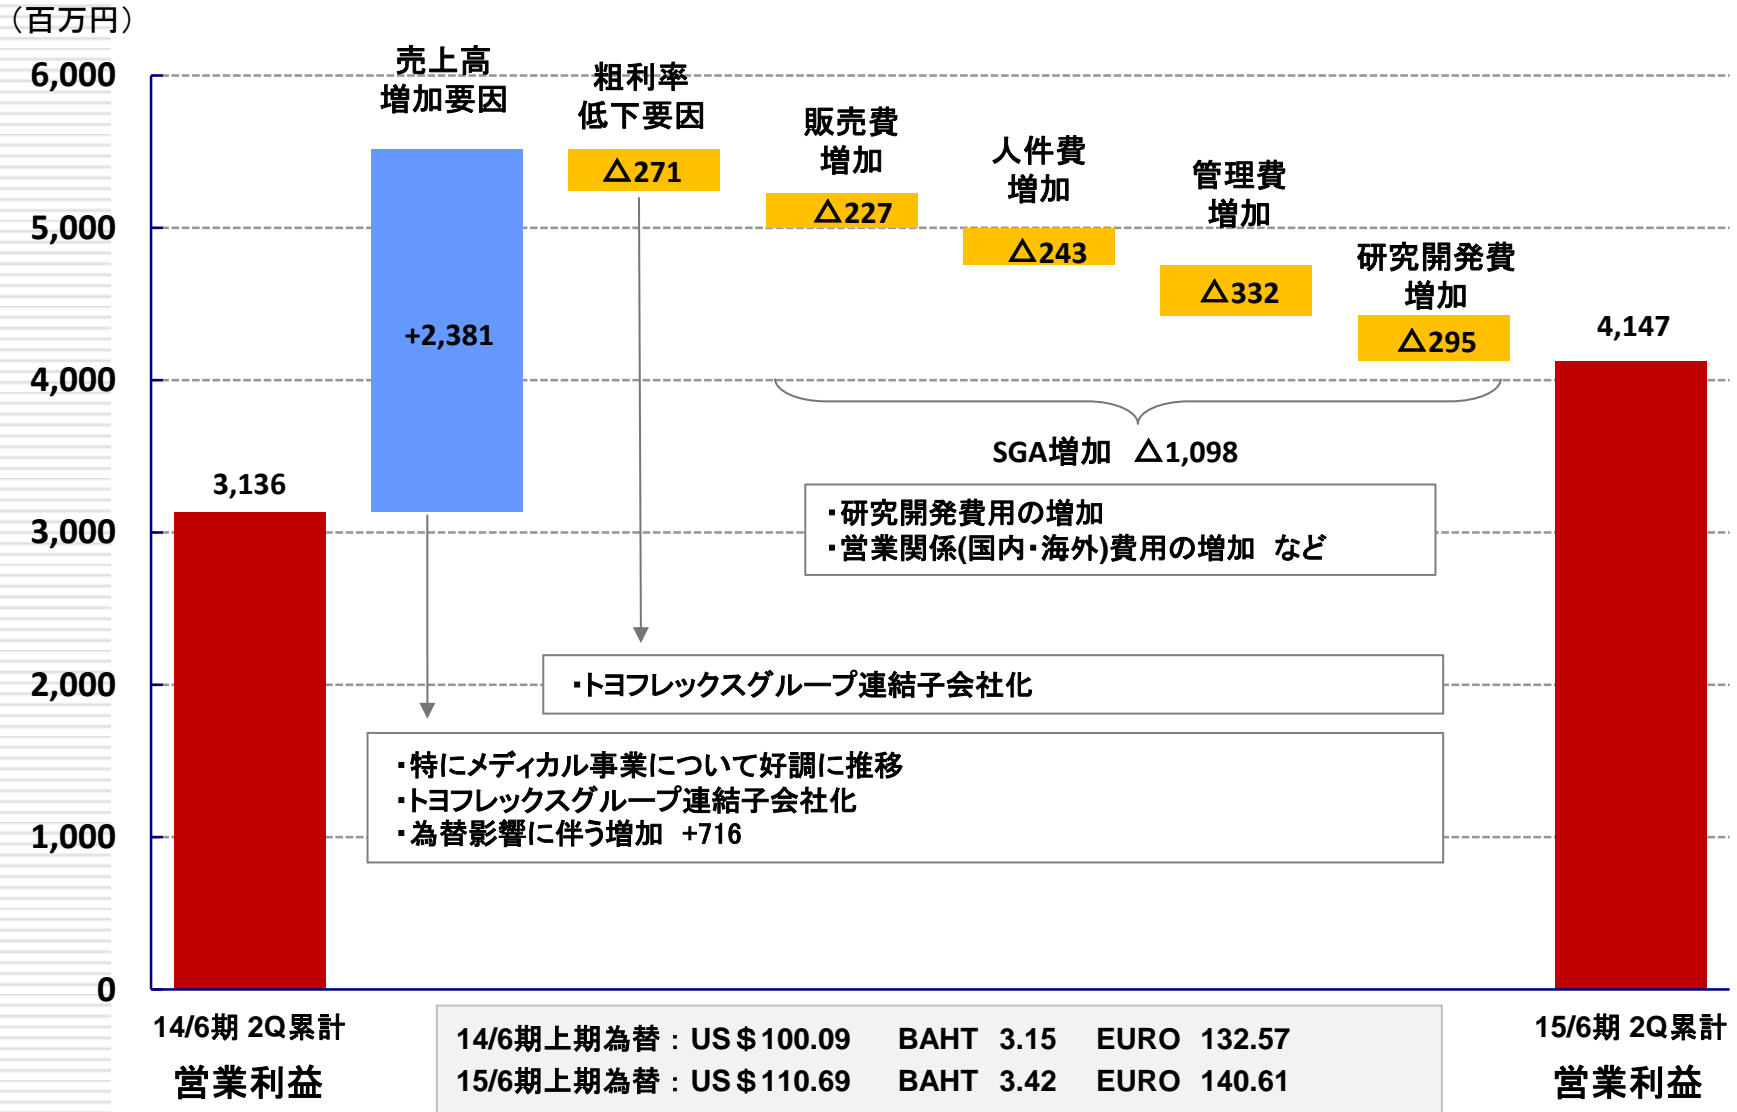 （百万円）
6,000
5,000
4,000
3,000
2,000
1,000
0
売上高
増加要因
粗利率
低下要因
販売費
増加
人件費
増加
管理費
増加
研究開発費
増加
+2,381
△271
△227
△243
△332
△295
3,136
4,147
SGA増加 △1,098
・研究開発費用の増加
・営業関係(国内・海外)費用の増加 など
・トヨフレックスグループ連結子会社化
・特にメディカル事業について好調に推移
・トヨフレックスグループ連結子会社化
・為替影響に伴う増加 +716
14/6期 2Q累計
営業利益
15/6期 2Q累計
営業利益
14/6期上期為替：US＄100.09 BAHT 3.15 EURO 132.57
15/6期上期為替：US＄110.69 BAHT 3.42 EURO 140.61